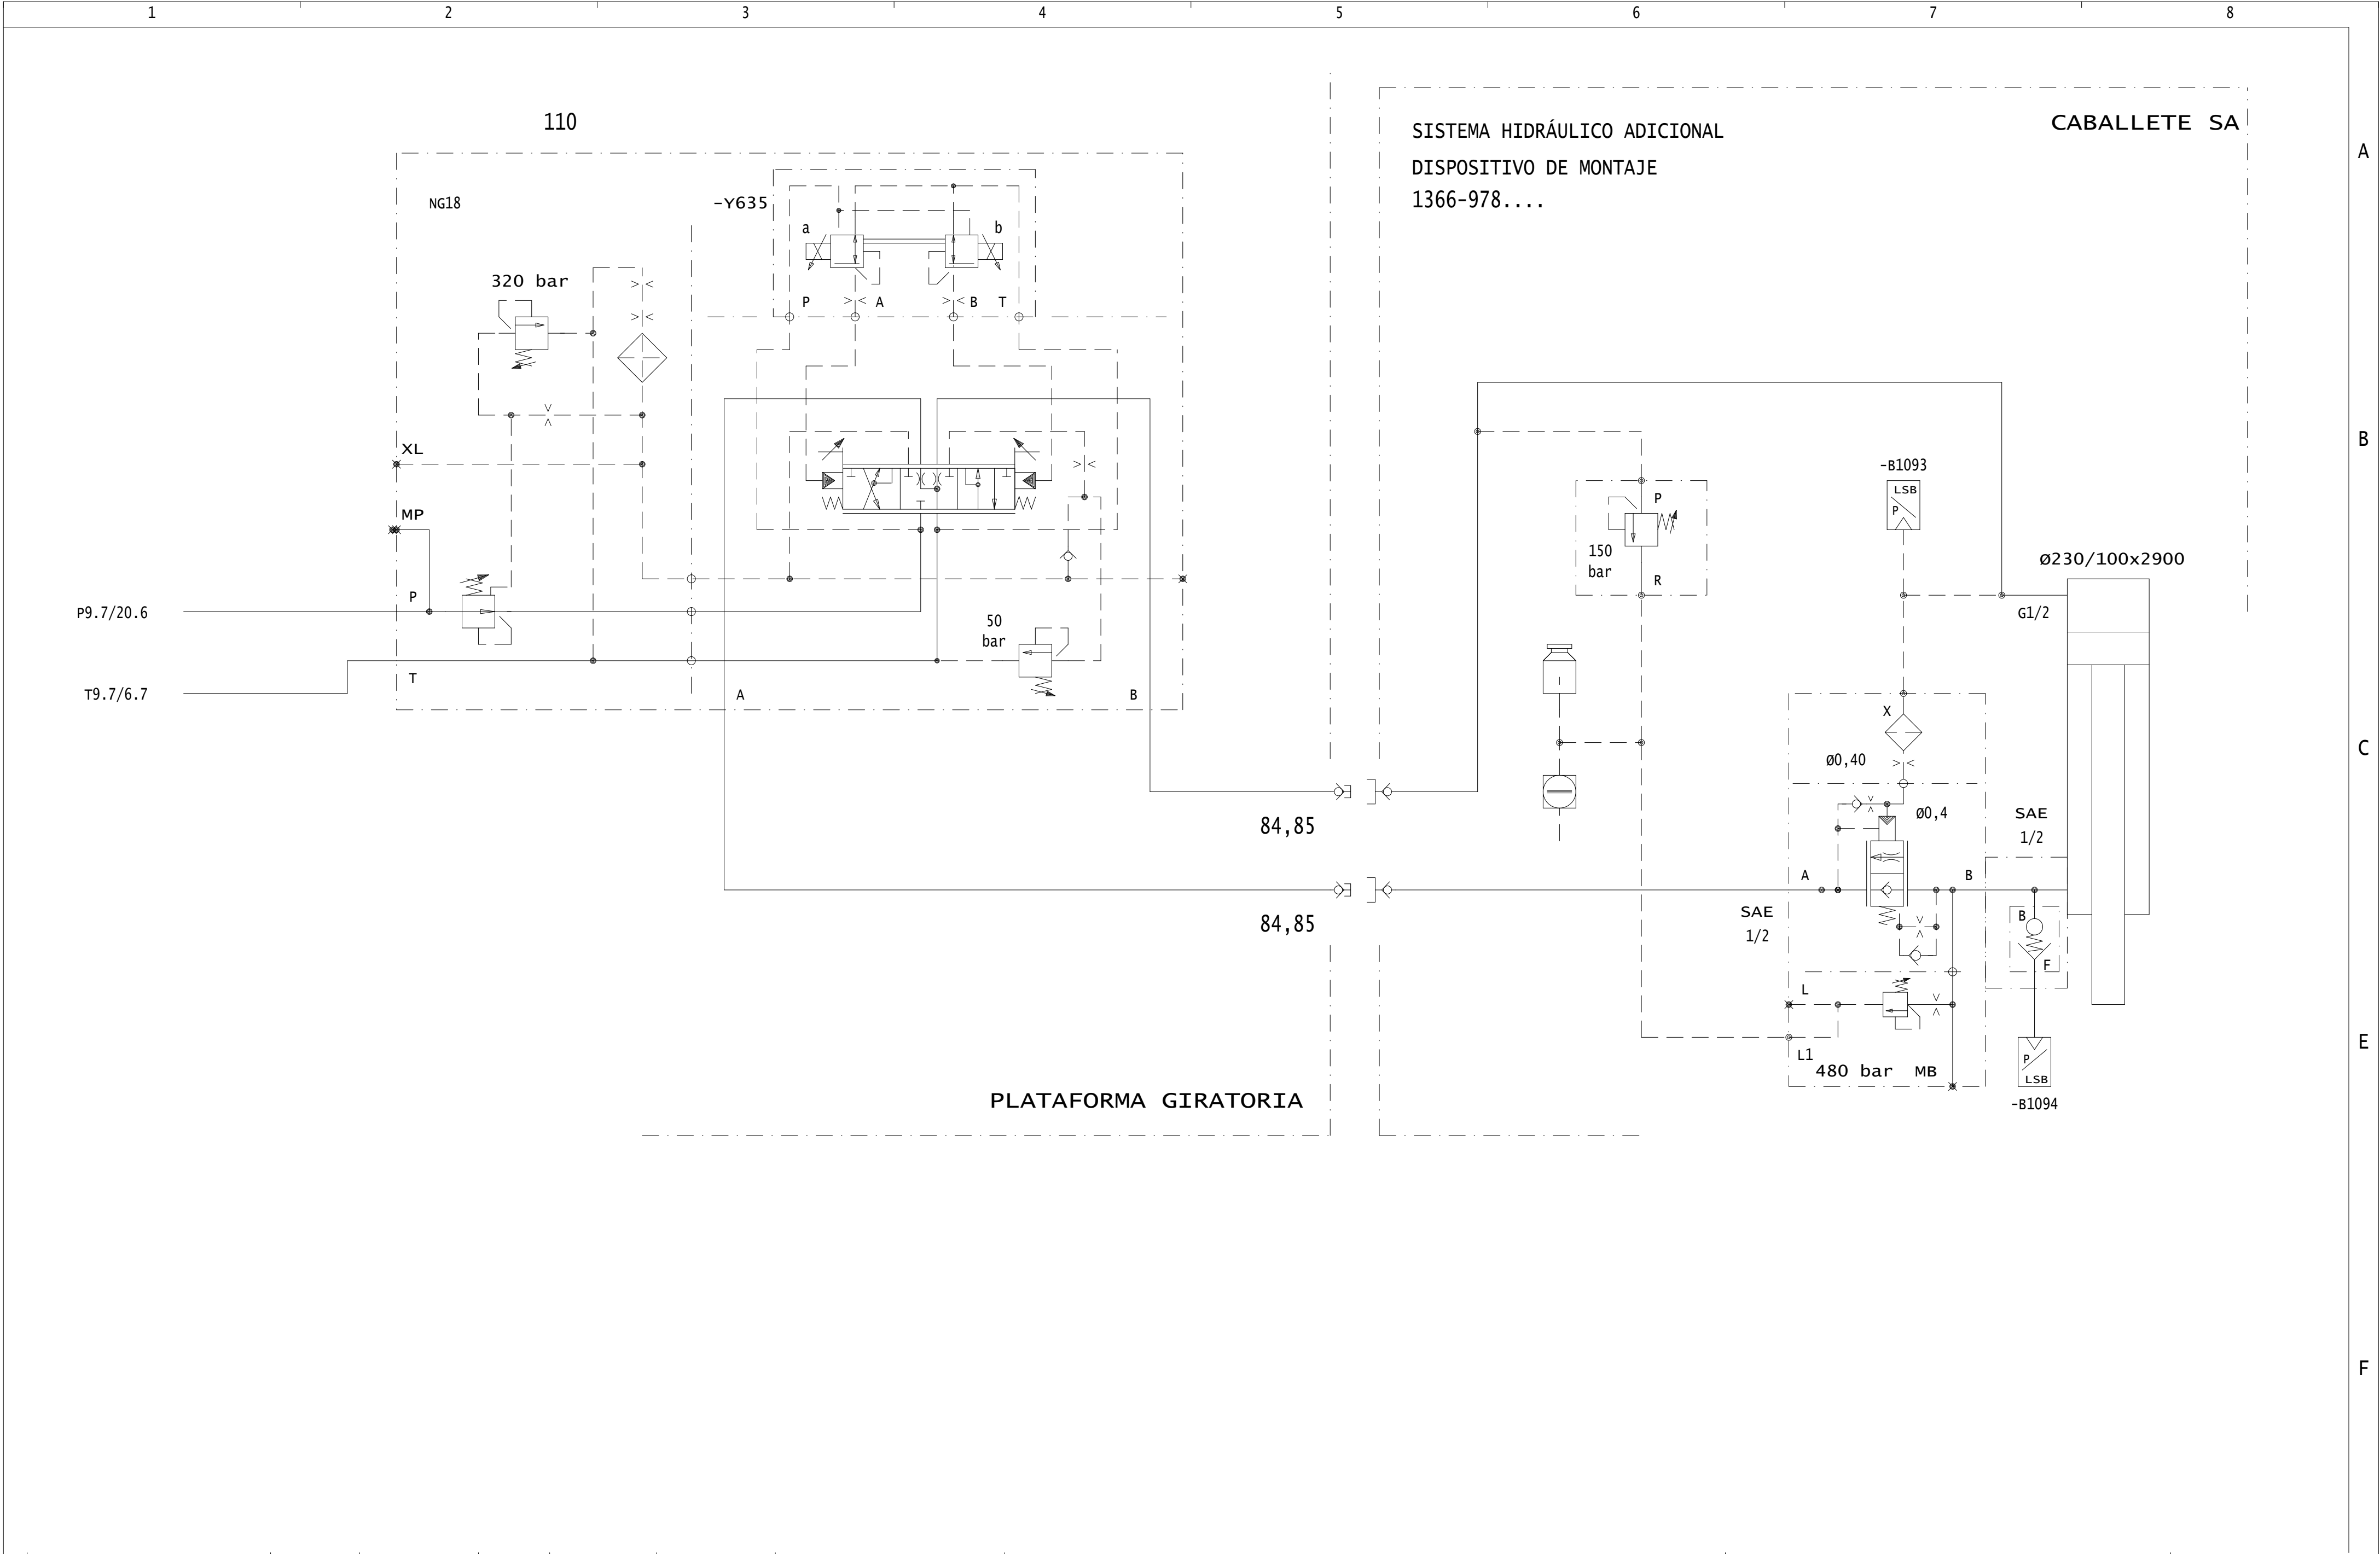 1 2 3 4 5 6 7 8
110
SISTEMA HIDRÁULICO ADICIONAL
CABALLETE SA
DISPOSITIVO DE MONTAJE
1366-978....
A
NG18
-Y635
a
b
320 bar
P
A
B
T
XL
MP
B
-B1093
LSB
P
P
150
bar
R
Ø230/100x2900
P
P9.7/20.6
G1/2
50
bar
T
T9.7/6.7
A
B
X
C
Ø0,40
84,85
Ø0,4
SAE
1/2
A
B
84,85
SAE
1/2
B
F
L
L1
480 bar
MB
P
LSB
-B1094
E
PLATAFORMA GIRATORIA
F